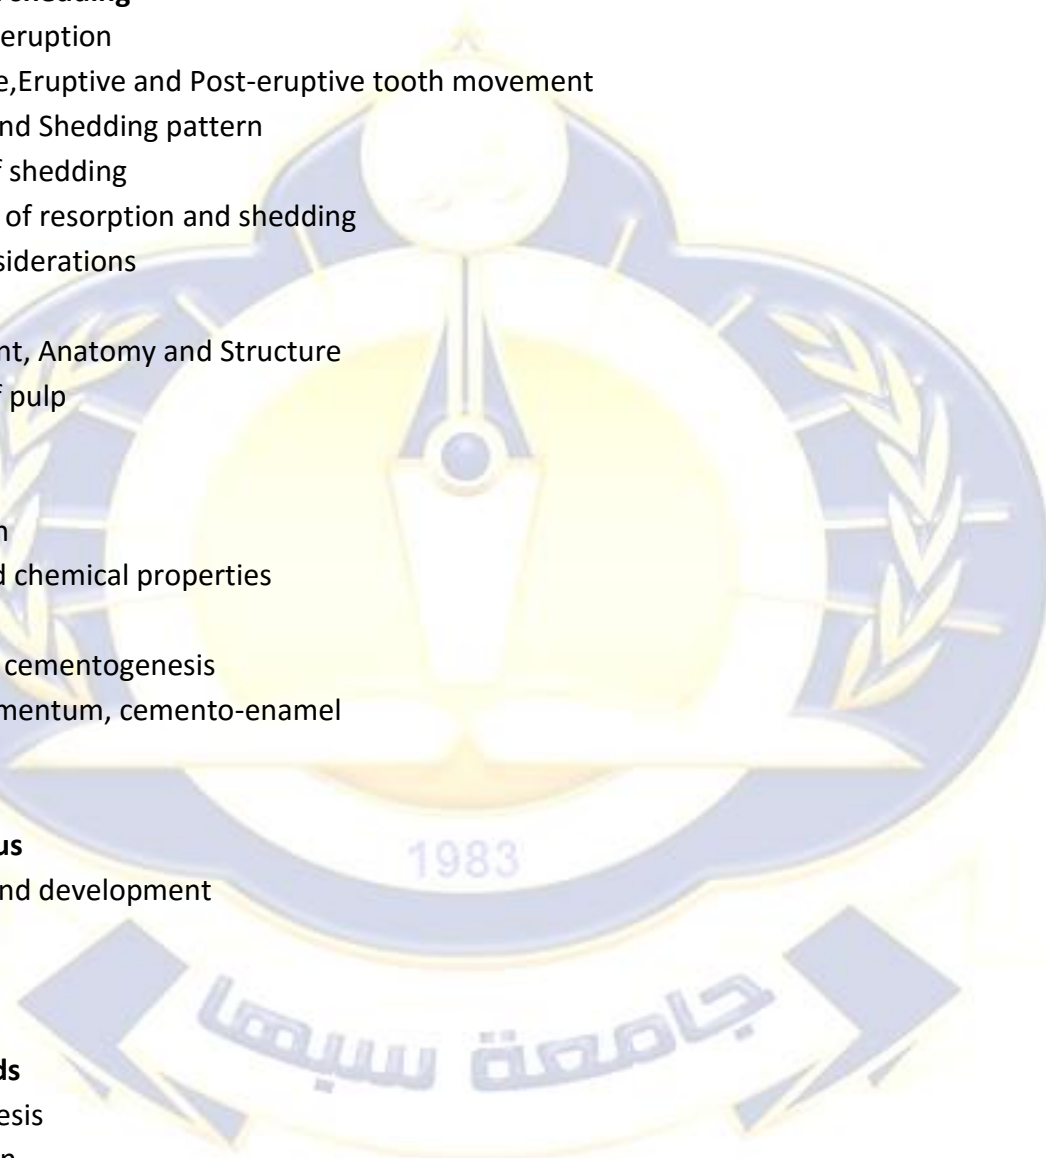 shedding
eruption
e,Eruptive and Post-eruptive tooth movement
nd Shedding pattern
f shedding
of resorption and shedding
siderations
nt, Anatomy and Structure
f pulp
n
d chemical properties
cementogenesis
mentum, cemento-enamel
1983
us
nd development
جامعة سبها
ds
esis
n